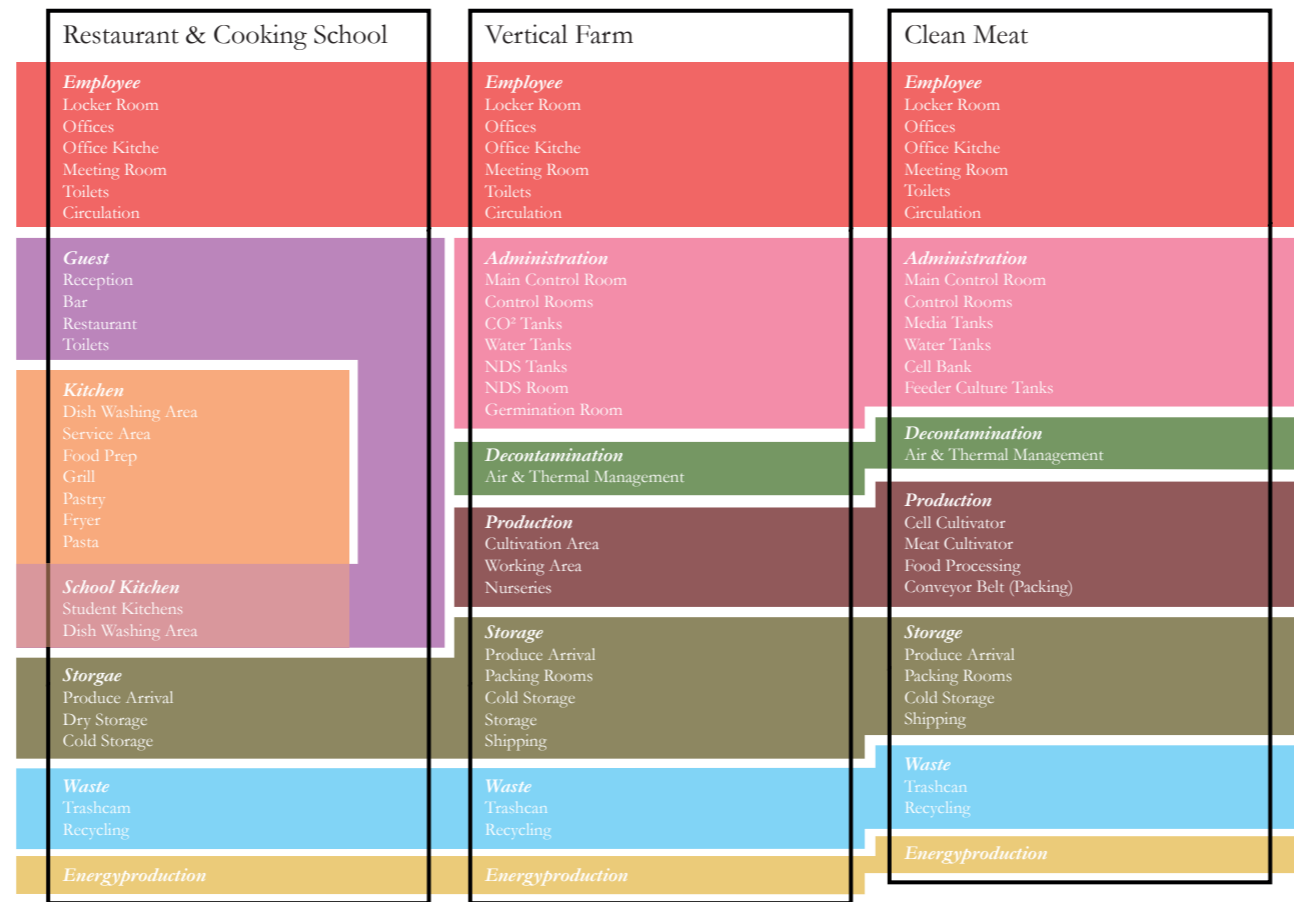 Restaurant & Cooking School
Employee
Locker Room
Offices
Office Kitche
Meeting Room
Toilets
Circulation
Guest
Reception
Bar
Restaurant
Toilets
Kitchen
Dish Washing Area
Service Area
Food Prep
Grill
Pastry
Fryer
Pasta
School Kitchen
Student Kitchens
Dish Washing Area
Storgae
Produce Arrival
Dry Storage
Cold Storage
Waste
Trashcam
Recycling
Energyproduction
Vertical Farm
Employee
Locker Room
Offices
Office Kitche
Meeting Room
Toilets
Circulation
Administration
Main Control Room
Control Rooms
CO² Tanks
Water Tanks
NDS Tanks
NDS Room
Germination Room
Decontamination
Air & Thermal Management
Production
Cultivation Area
Working Area
Nurseries
Storage
Produce Arrival
Packing Rooms
Cold Storage
Storage
Shipping
Waste
Trashcan
Recycling
Energyproduction
Clean Meat
Employee
Locker Room
Offices
Office Kitche
Meeting Room
Toilets
Circulation
Administration
Main Control Room
Control Rooms
Media Tanks
Water Tanks
Cell Bank
Feeder Culture Tanks
Decontamination
Air & Thermal Management
Production
Cell Cultivator
Meat Cultivator
Food Processing
Conveyor Belt (Packing)
Storage
Produce Arrival
Packing Rooms
Cold Storage
Shipping
Waste
Trashcan
Recycling
Energyproduction